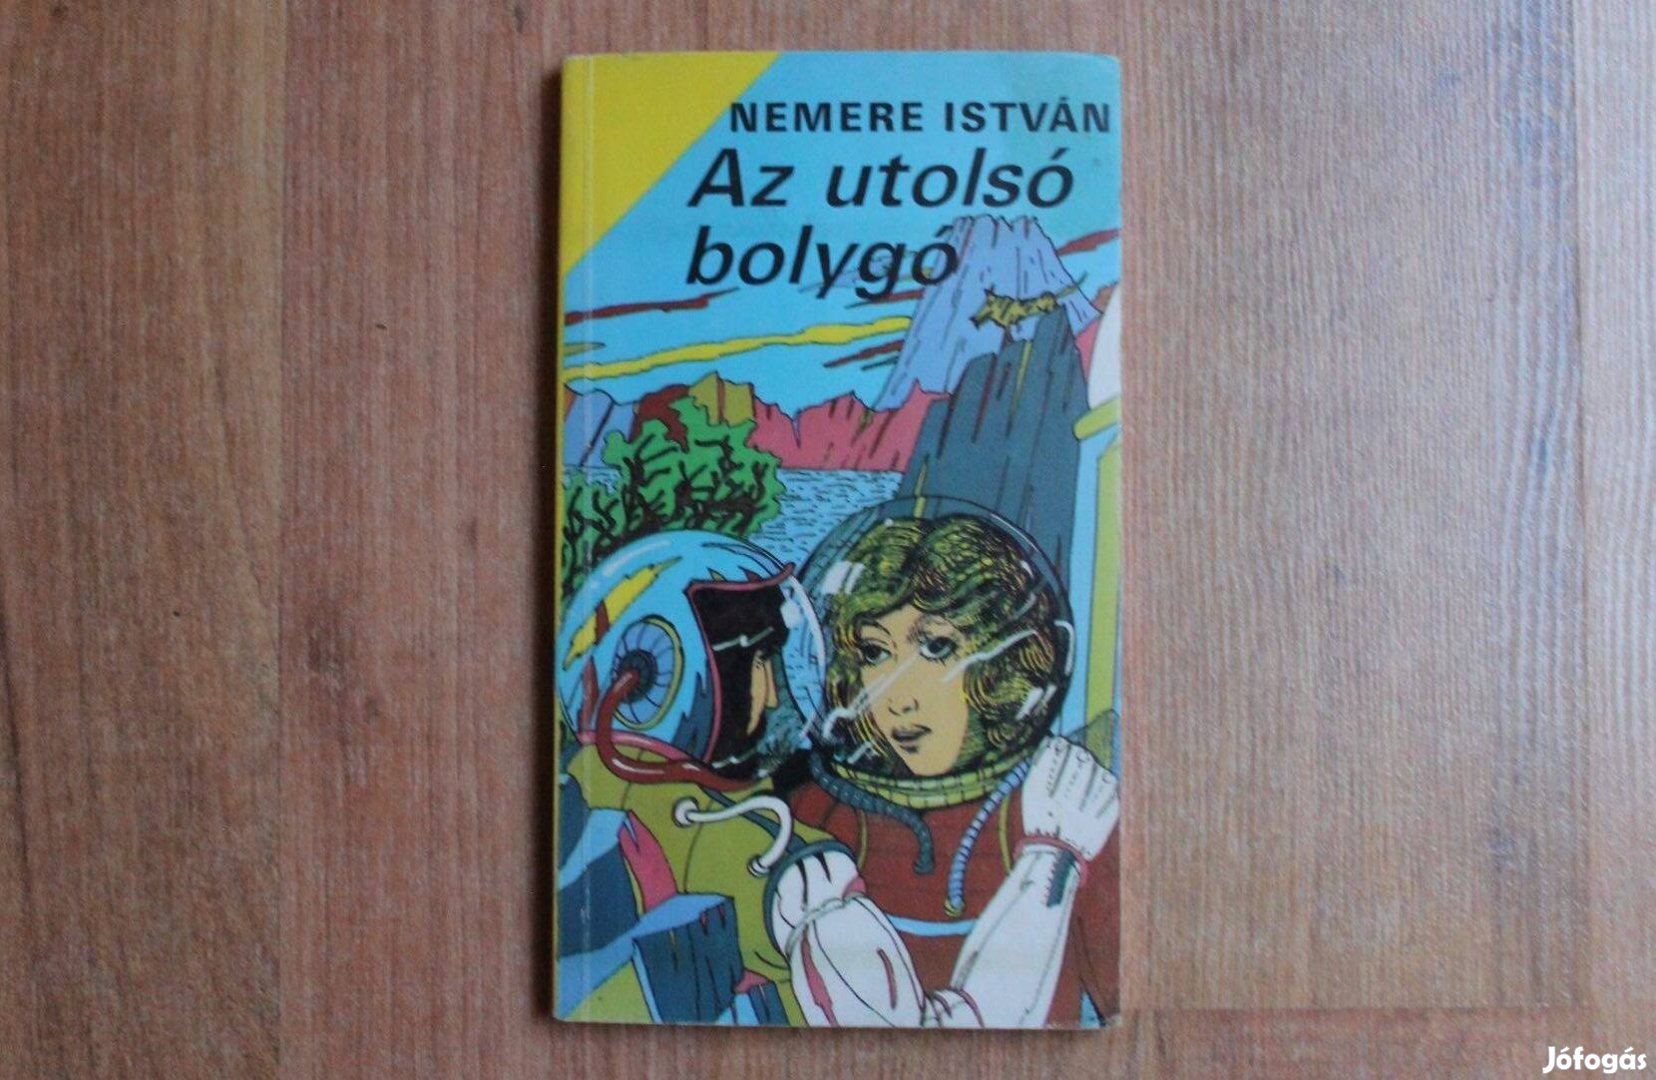 NEMERE ISTVÁN
Az utolsó
bolygó
Jófogás